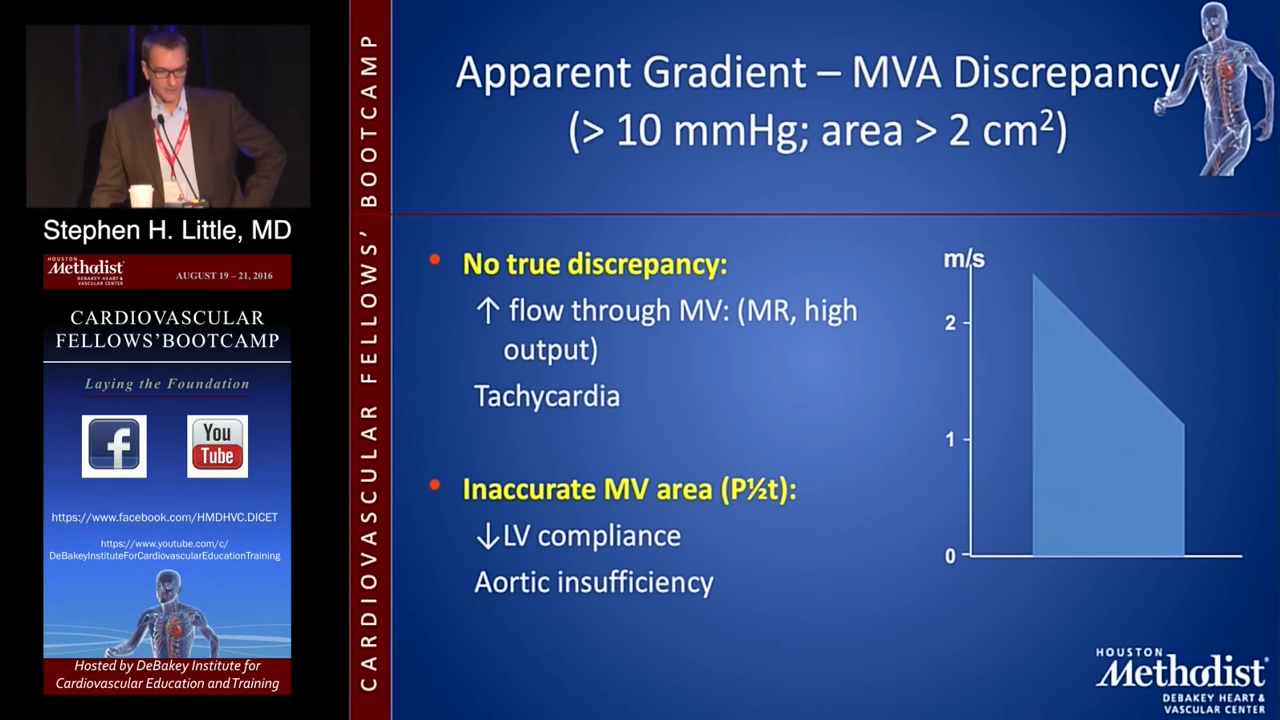 Stephen H. Little, MD
HOUSTON
Methodist
DEBAKEY HEART &
VASCULAR CENTER
AUGUST 19 – 21, 2016
CARDIOVASCULAR
FELLOWS'BOOTCAMP
Laying the Foundation
f
You
Tube
https://www.facebook.com/HMDHVC.DICET
https://www.youtube.com/c/
DeBakeyInstituteForCardiovascularEducationTraining
Hosted by DeBakey Institute for
Cardiovascular Education and Training
CARDIOVASCULAR FELLOWS' BOOTCAMP
Apparent Gradient – MVA Discrepancy
(> 10 mmHg; area > 2 cm²)
• No true discrepancy:
↑ flow through MV: (MR, high
output)
Tachycardia
• Inaccurate MV area (P½t):
↓LV compliance
Aortic insufficiency
m/s
2
1
0
HOUSTON
Methodist
DEBAKEY HEART &
VASCULAR CENTER